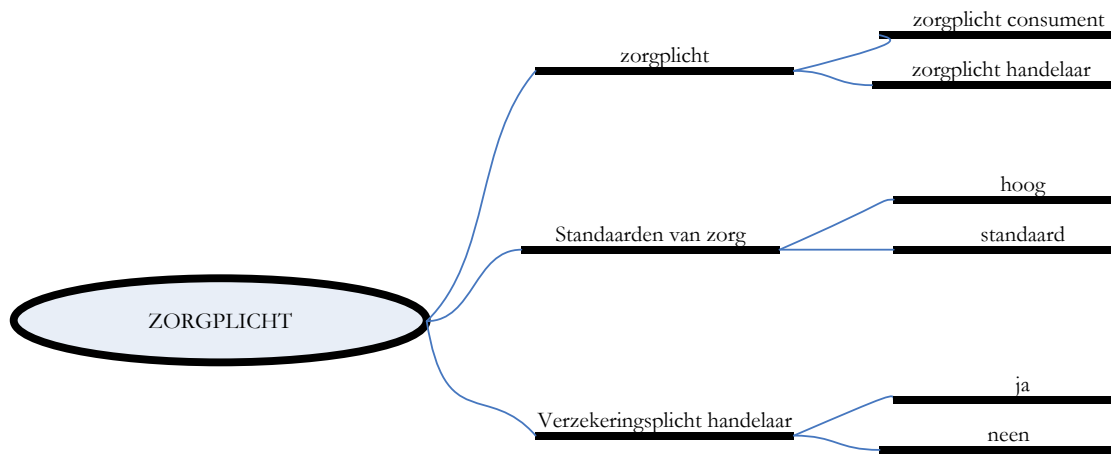 zorgplicht consument
zorgplicht
zorgplicht handelaar
hoog
Standaarden van zorg
standaard
ZORGPLICHT
ja
Verzekeringsplicht handelaar
neen